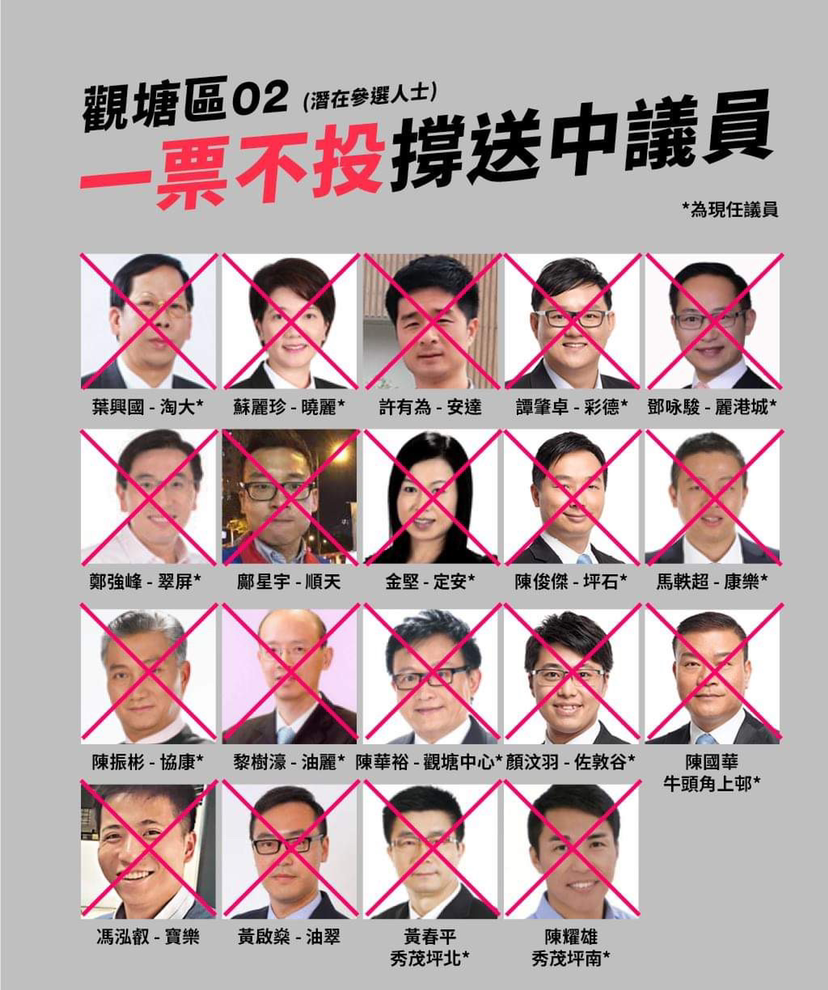 觀塘區02 (潛在參選人士)
一票不投撐送中議員
*為現任議員
葉興國 - 淘大*
蘇麗珍 - 曉麗*
許有為 - 安達
譚肇卓 - 彩德*
鄧咏駿 - 麗港城*
鄭強峰 - 翠屏*
鄺星宇 - 順天
金堅 - 定安*
陳俊傑 - 坪石*
馬軼超 - 康樂*
陳振彬 - 協康*
黎樹濠 - 油麗*
陳華裕 - 觀塘中心*
顏汶羽 - 佐敦谷*
陳國華
牛頭角上邨*
馮泓叡 - 寶樂
黃啟燊 - 油翠
黃春平
秀茂坪北*
陳耀雄
秀茂坪南*